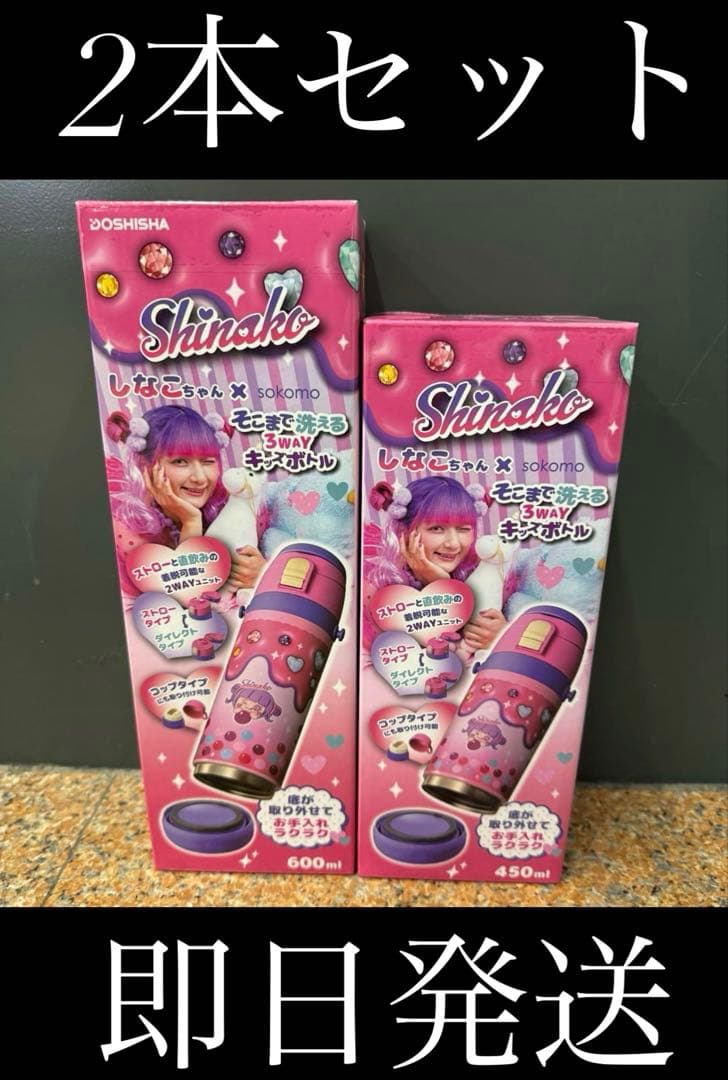 2本セット
DOSHISHA
Shinako
しなこちゃん × sokomo
そこまで洗える
3WAY
キッズボトル
ストローと直飲みの
着脱可能な
2WAYユニット
ストロー
タイプ
ダイレクト
タイプ
コップタイプ
にも取り付け可能
Shinako
底が
取り外せて
お手入れ
ラクラク
600ml
Shinako
しなこちゃん × sokomo
そこまで洗える
3WAY
キッズボトル
ストローと直飲みの
着脱可能な
2WAYユニット
ストロー
タイプ
ダイレクト
タイプ
コップタイプ
にも取り付け可能
底が
取り外せて
お手入れ
ラクラク
450ml
即日発送